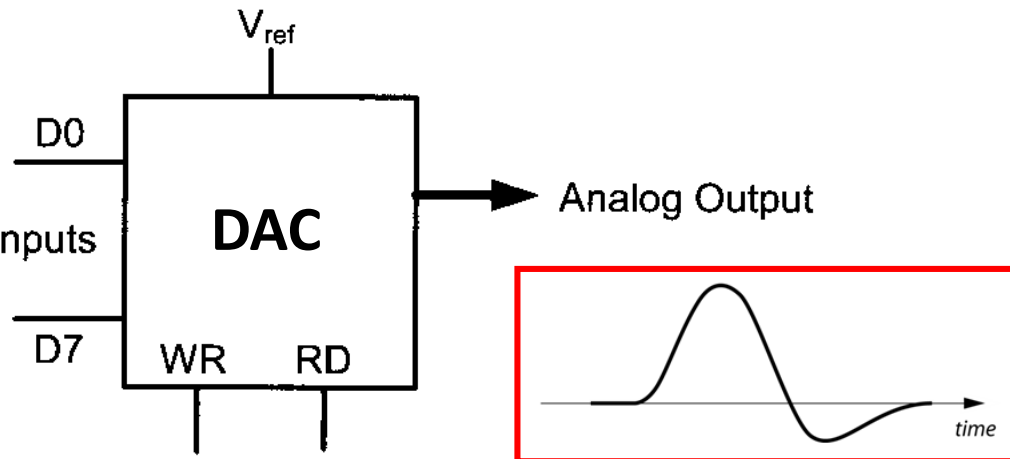 Vref
D0
DAC
Analog Output
nputs
D7
WR RD
time